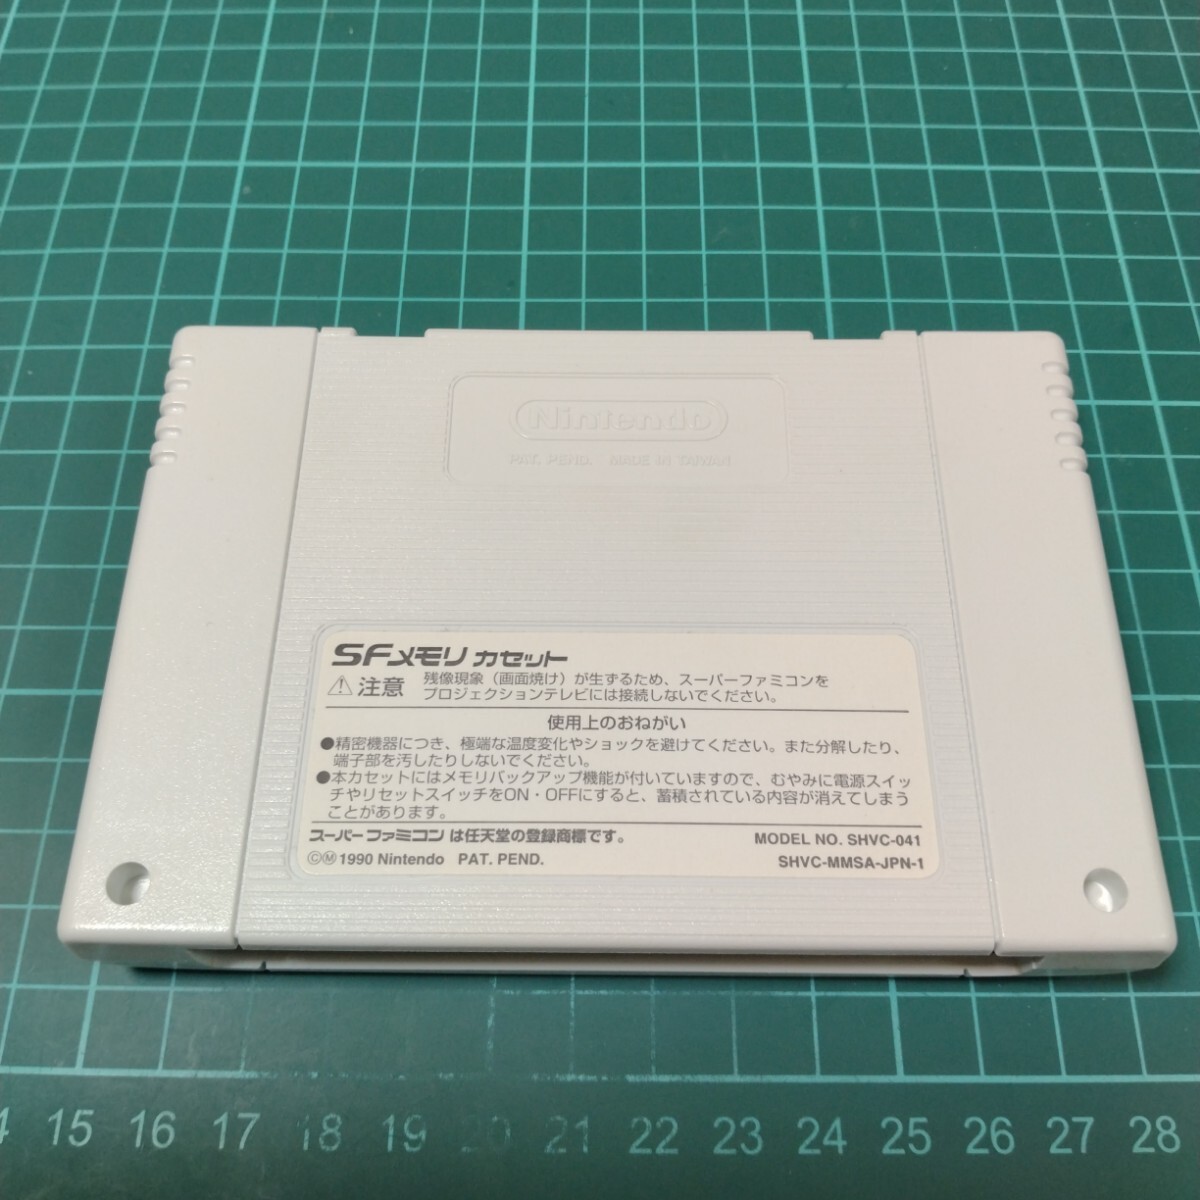 Nintendo
PAT. PEND. MADE IN TAIWAN
SFメモリ カセット
⚠注意 残像現象（画面焼け）が生ずるため、スーパーファミコンを
プロジェクションテレビには接続しないでください。
使用上のおねがい
●精密機器につき、極端な温度変化やショックを避けてください。また分解したり、
端子部を汚したりしないでください。
●本カセットにはメモリバックアップ機能が付いていますので、むやみに電源スイッ
チやリセットスイッチをON・OFFにすると、蓄積されている内容が消えてしまう
ことがあります。
スーパーファミコンは任天堂の登録商標です。 MODEL NO. SHVC-041
©Ⓜ1990 Nintendo PAT. PEND. SHVC-MMSA-JPN-1
15 16 17 18 19 20 21 22 23 24 25 26 27 28